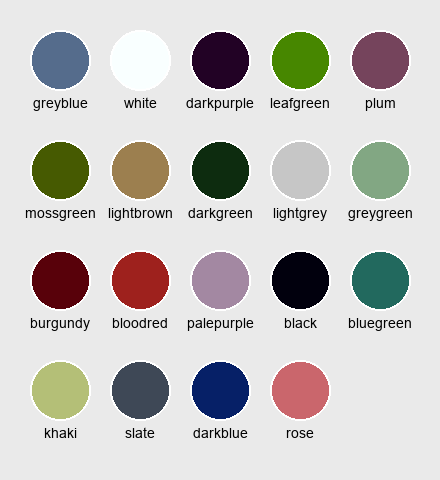 greyblue white darkpurple leafgreen plum
mossgreen lightbrown darkgreen lightgrey greygreen
burgundy bloodred palepurple black bluegreen
khaki slate darkblue rose